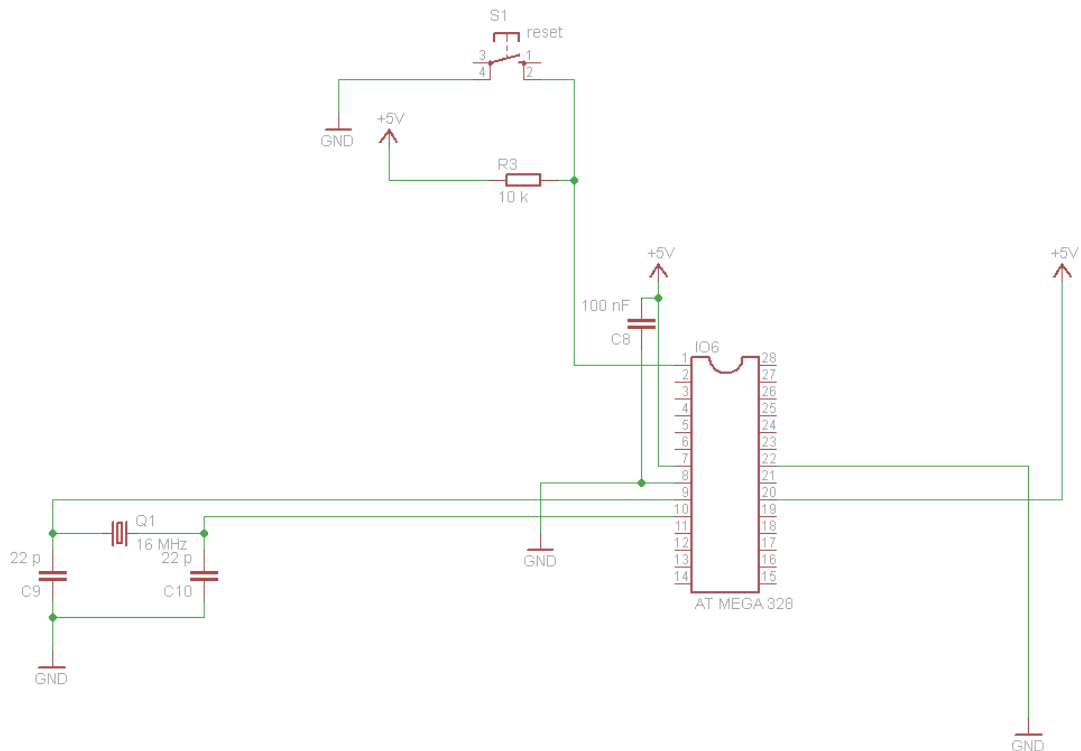 S1
reset
3 1
4 2
GND
+5V
R3
10 k
+5V
+5V
100 nF
C8
IO6
1 28
2 27
3 26
4 25
5 24
6 23
7 22
8 21
9 20
10 19
11 18
12 17
13 16
14 15
AT MEGA 328
Q1
16 MHz
22 p
22 p
C9
C10
GND
GND
GND